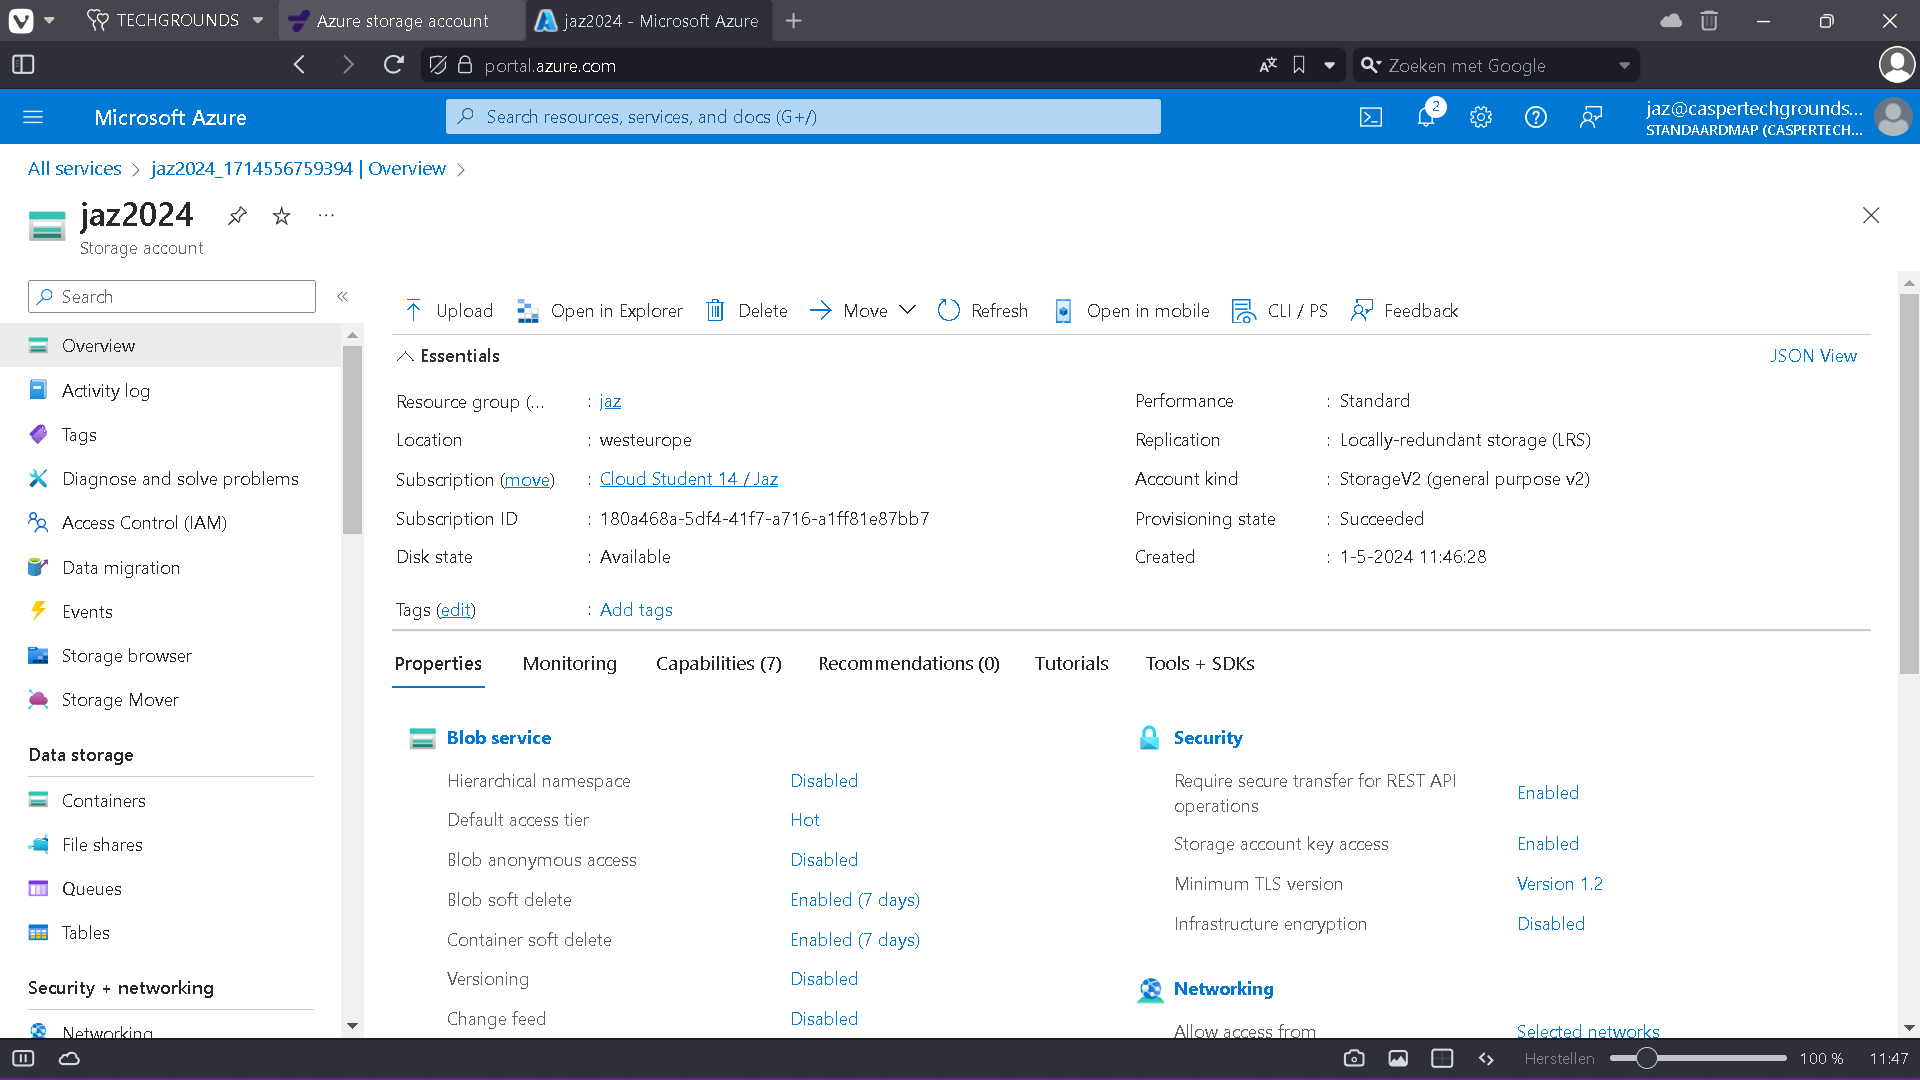 TECHGROUNDS
Azure storage account
jaz2024 - Microsoft Azure
portal.azure.com
Zoeken met Google
Microsoft Azure
Search resources, services, and docs (G+/)
2
jaz@caspertechgrounds...
STANDAARDMAP (CASPERTECH...
All services > jaz2024_1714556759394 | Overview >
jaz2024
Storage account
Search
«
Overview
Activity log
Tags
Diagnose and solve problems
Access Control (IAM)
Data migration
Events
Storage browser
Storage Mover
Data storage
Containers
File shares
Queues
Tables
Security + networking
Networking
Upload
Open in Explorer
Delete
Move
Refresh
Open in mobile
CLI / PS
Feedback
Essentials
JSON View
Resource group (... : jaz
Location : westeurope
Subscription (move) : Cloud Student 14 / Jaz
Subscription ID : 180a468a-5df4-41f7-a716-a1ff81e87bb7
Disk state : Available
Performance : Standard
Replication : Locally-redundant storage (LRS)
Account kind : StorageV2 (general purpose v2)
Provisioning state : Succeeded
Created : 1-5-2024 11:46:28
Tags (edit) : Add tags
Properties
Monitoring
Capabilities (7)
Recommendations (0)
Tutorials
Tools + SDKs
Blob service
Hierarchical namespace Disabled
Default access tier Hot
Blob anonymous access Disabled
Blob soft delete Enabled (7 days)
Container soft delete Enabled (7 days)
Versioning Disabled
Change feed Disabled
Security
Require secure transfer for REST API
operations Enabled
Storage account key access Enabled
Minimum TLS version Version 1.2
Infrastructure encryption Disabled
Networking
Allow access from Selected networks
Herstellen
100 %
11:47